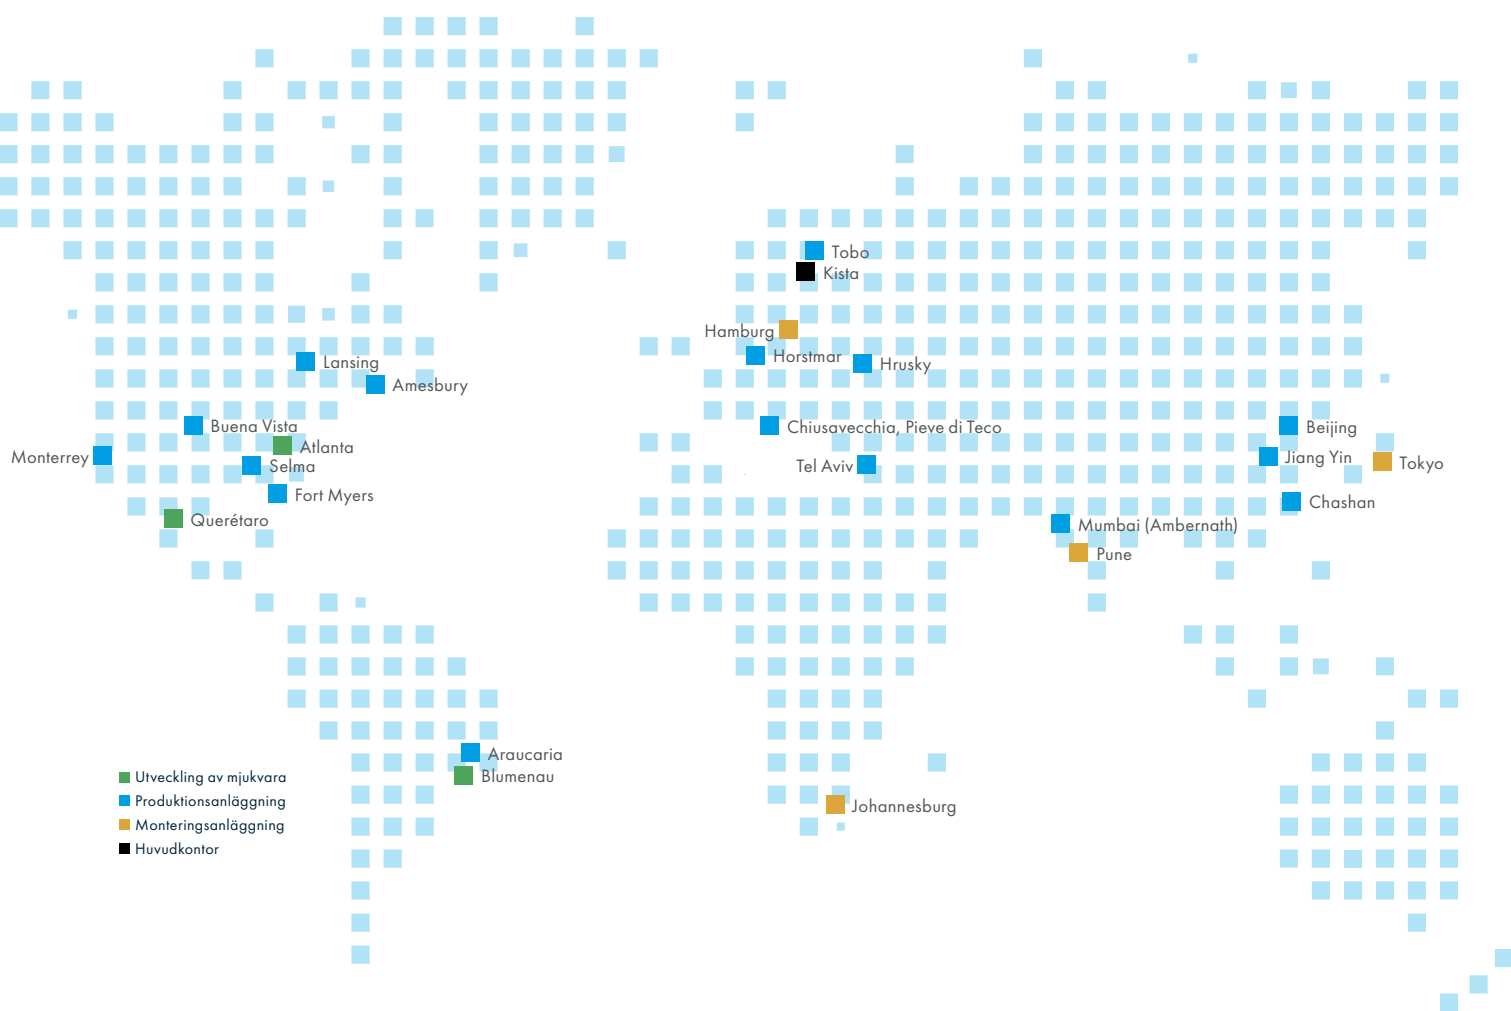 Tobo
Kista
Hamburg
Horstmar
Hrusky
Lansing
Amesbury
Buena Vista
Atlanta
Monterrey
Selma
Fort Myers
Querétaro
Chiusavecchia, Pieve di Teco
Tel Aviv
Beijing
Jiang Yin
Tokyo
Chashan
Mumbai (Ambernath)
Pune
Araucaria
Blumenau
Johannesburg
Utveckling av mjukvara
Produktionsanläggning
Monteringsanläggning
Huvudkontor